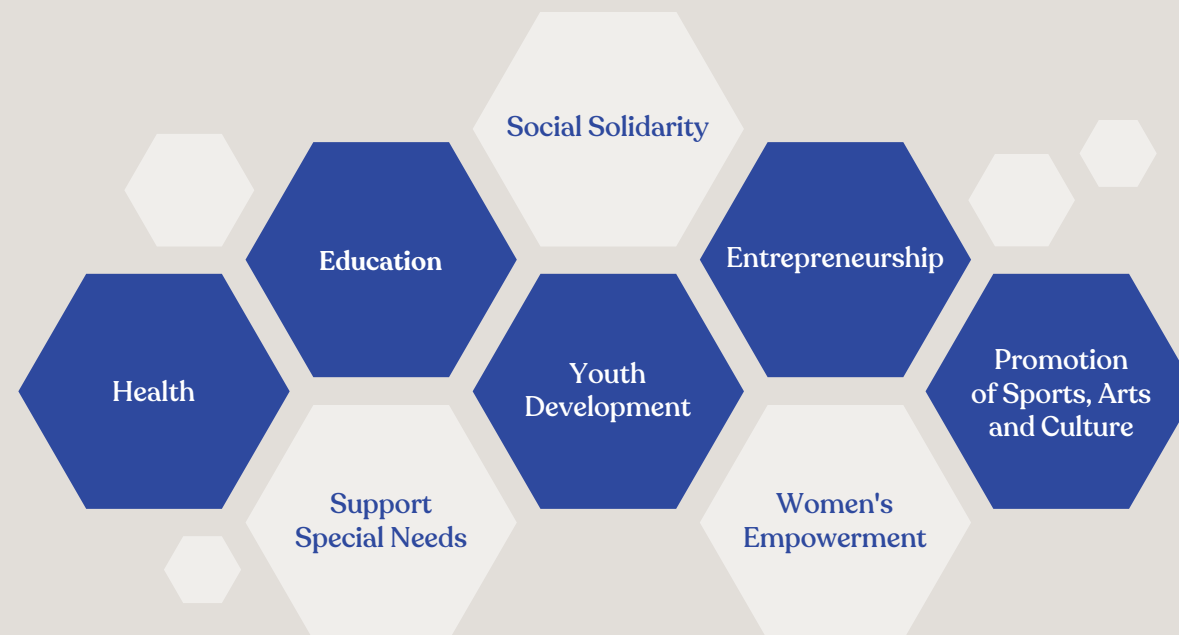 Social Solidarity
Education
Entrepreneurship
Health
Youth
Development
Promotion
of Sports, Arts
and Culture
Support
Special Needs
Women's
Empowerment